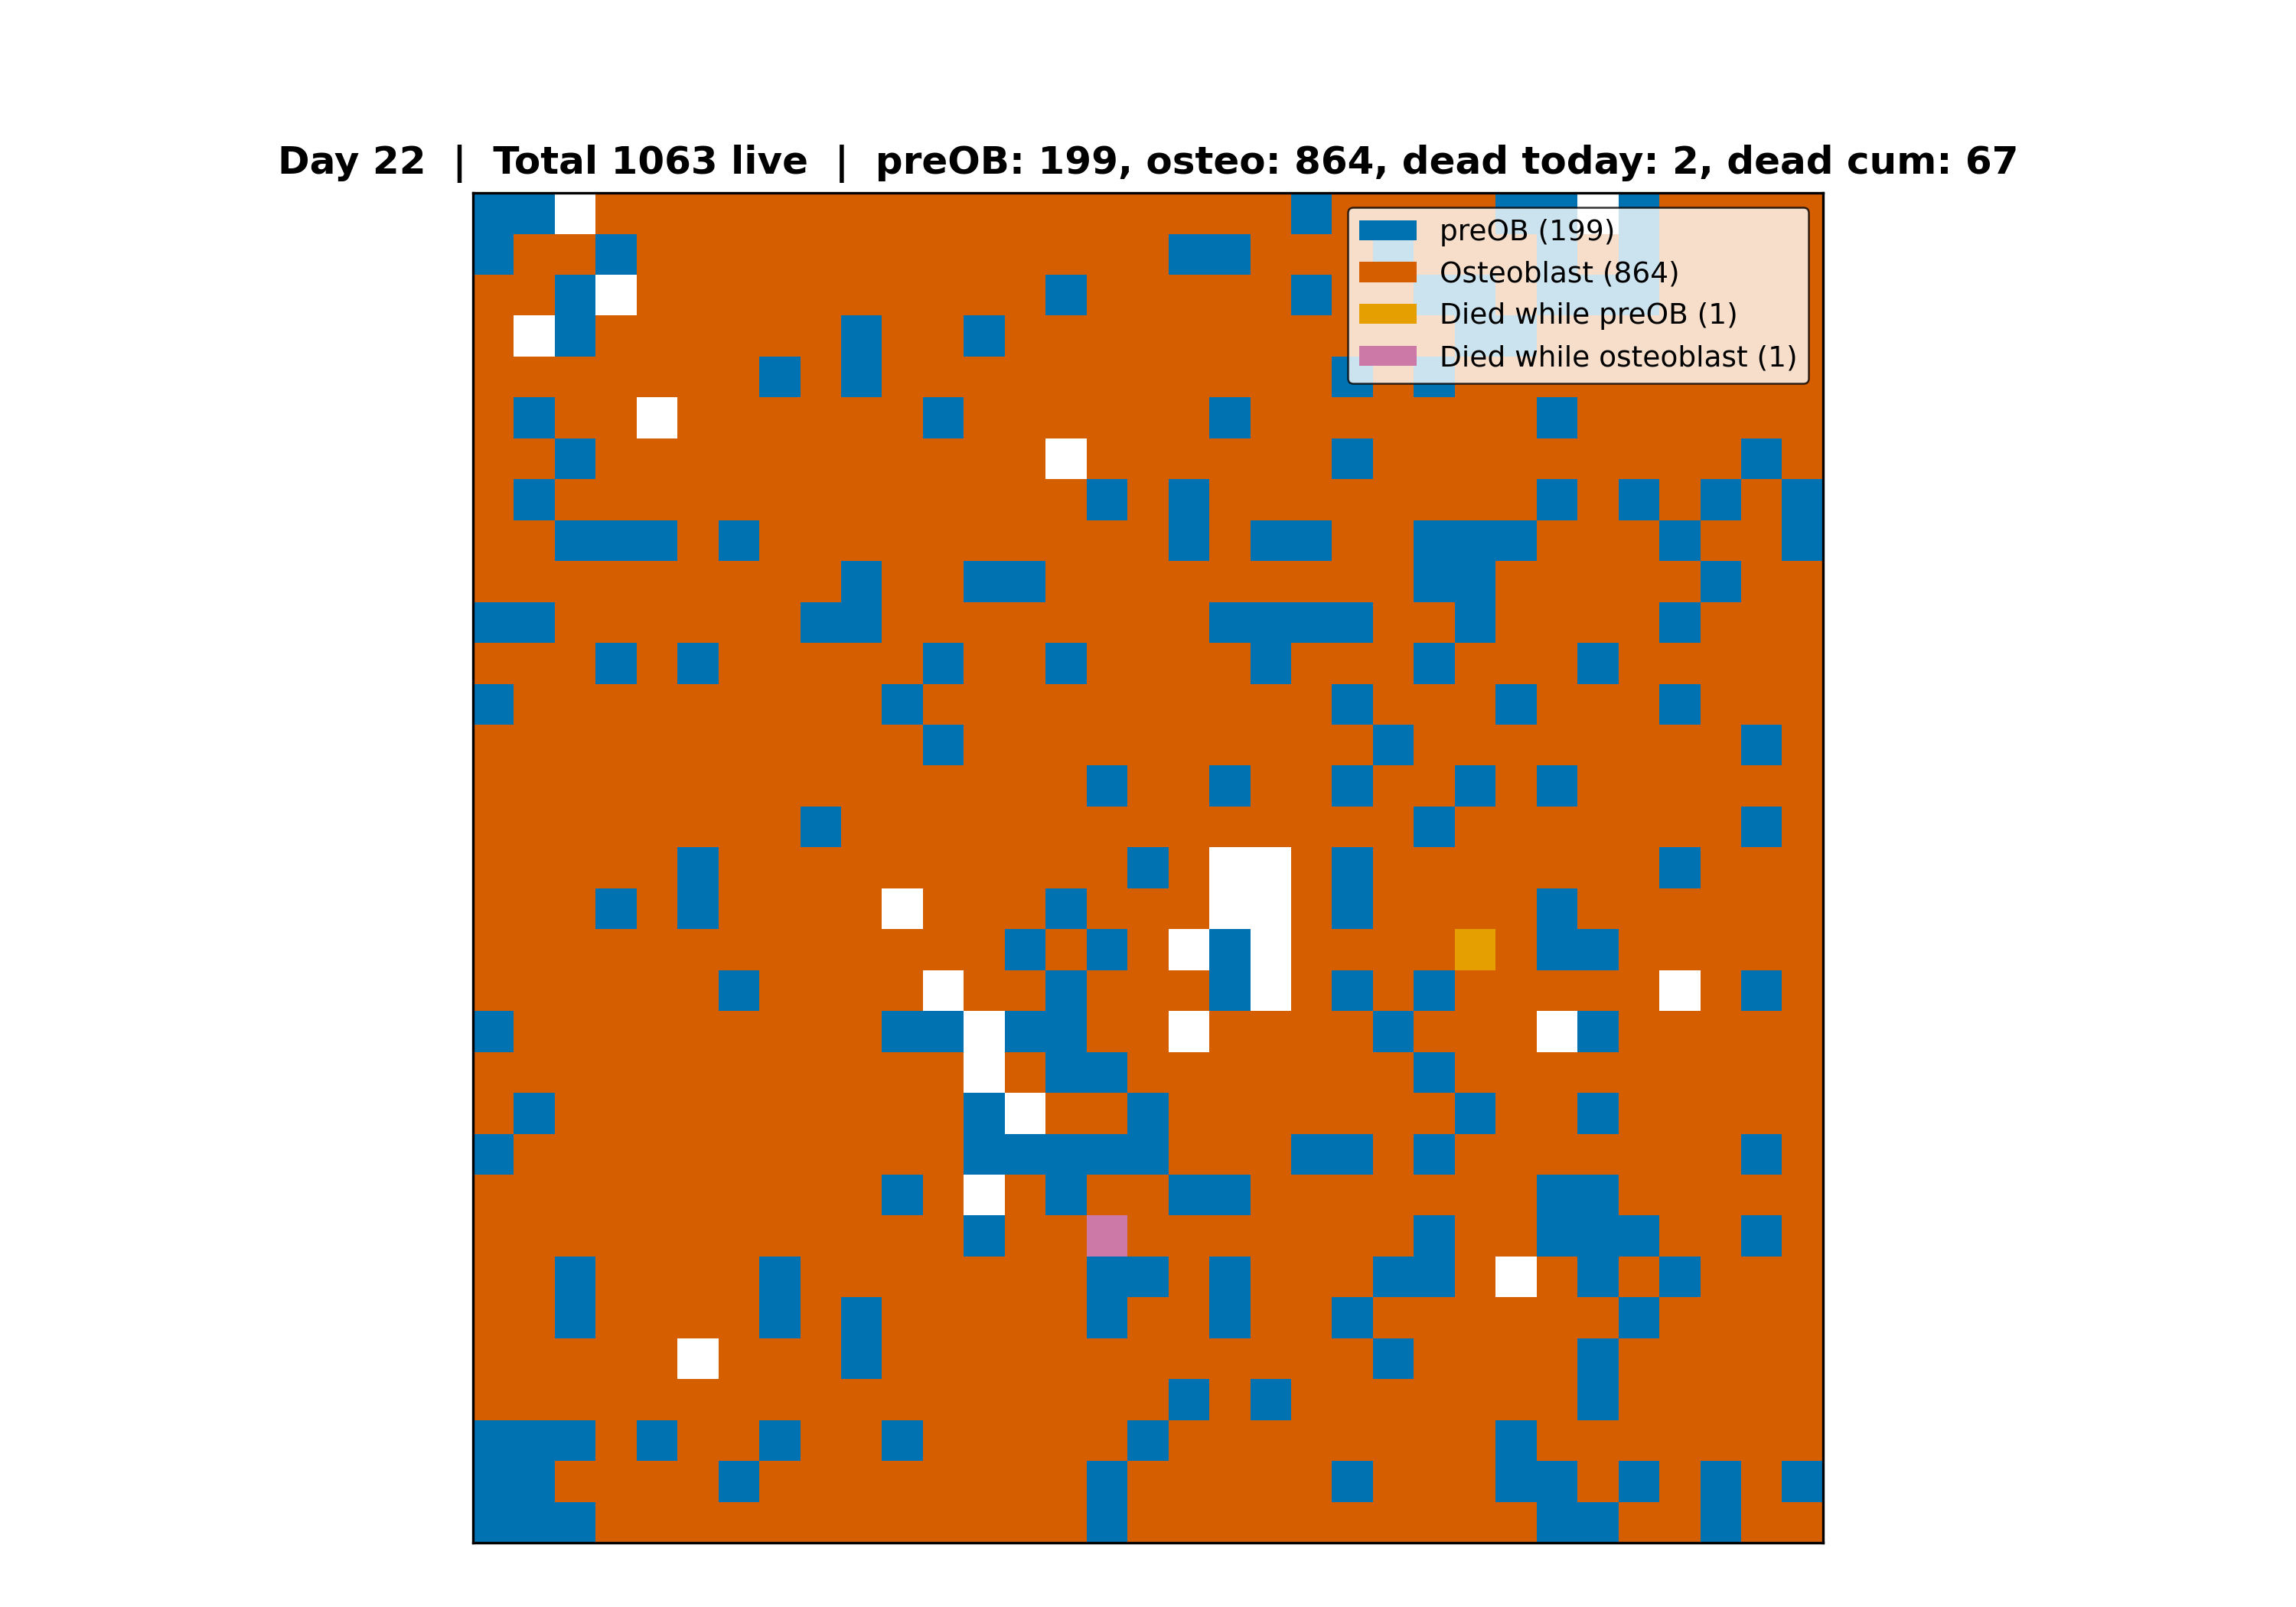 Day 22 | Total 1063 live | preOB: 199, osteo: 864, dead today: 2, dead cum: 67
preOB (199)
Osteoblast (864)
Died while preOB (1)
Died while osteoblast (1)